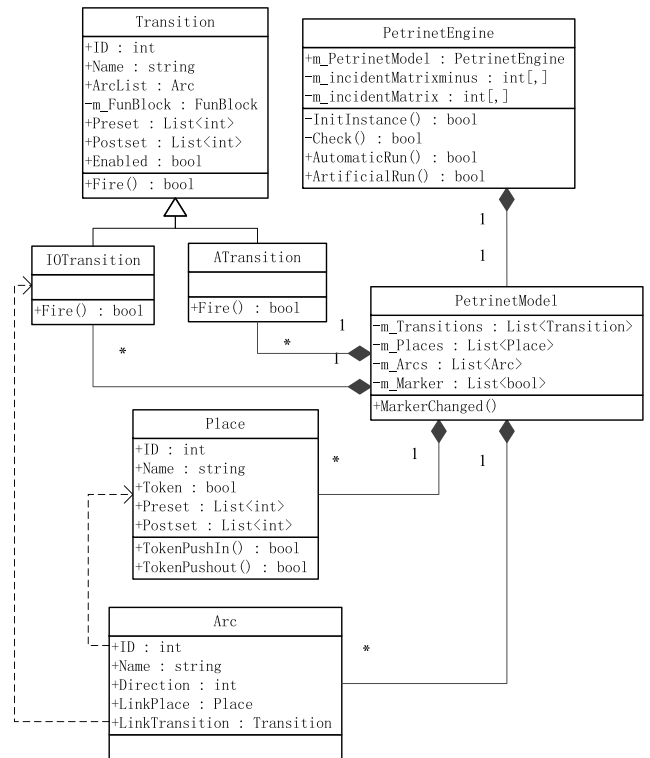 Transition
+ID : int
+Name : string
+ArcList : Arc
-m_FunBlock : FunBlock
+Preset : List<int>
+Postset : List<int>
+Enabled : bool
+Fire() : bool
PetrinetEngine
+m_PetrinetModel : PetrinetEngine
-m_incidentMatrixminus : int[,]
-m_incidentMatrix : int[,]
-InitInstance() : bool
-Check() : bool
+AutomaticRun() : bool
+ArtificialRun() : bool
1
1
IOTransition
+Fire() : bool
ATransition
+Fire() : bool
1
*
1
*
PetrinetModel
-m_Transitions : List<Transition>
-m_Places : List<Place>
-m_Arcs : List<Arc>
-m_Marker : List<bool>
+MarkerChanged()
Place
+ID : int
+Name : string
+Token : bool
+Preset : List<int>
+Postset : List<int>
+TokenPushIn() : bool
+TokenPushout() : bool
*
1
1
Arc
+ID : int
+Name : string
+Direction : int
+LinkPlace : Place
+LinkTransition : Transition
*